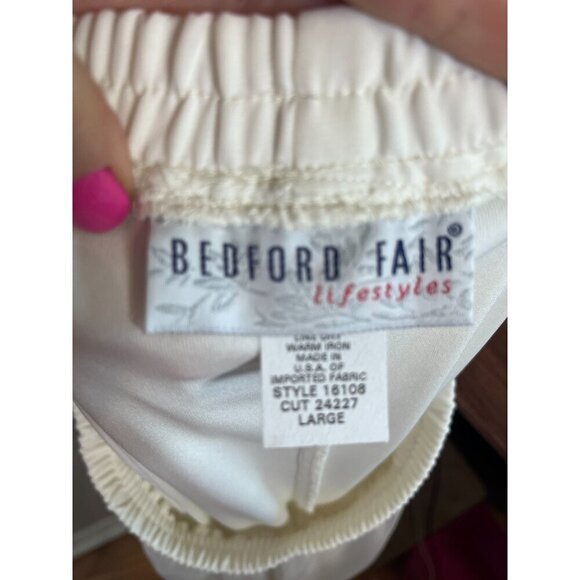 BEDFORD FAIR®
lifestyles
LINE DRY
WARM IRON
MADE IN
U.S.A. OF
IMPORTED FABRIC
STYLE 16108
CUT 24227
LARGE